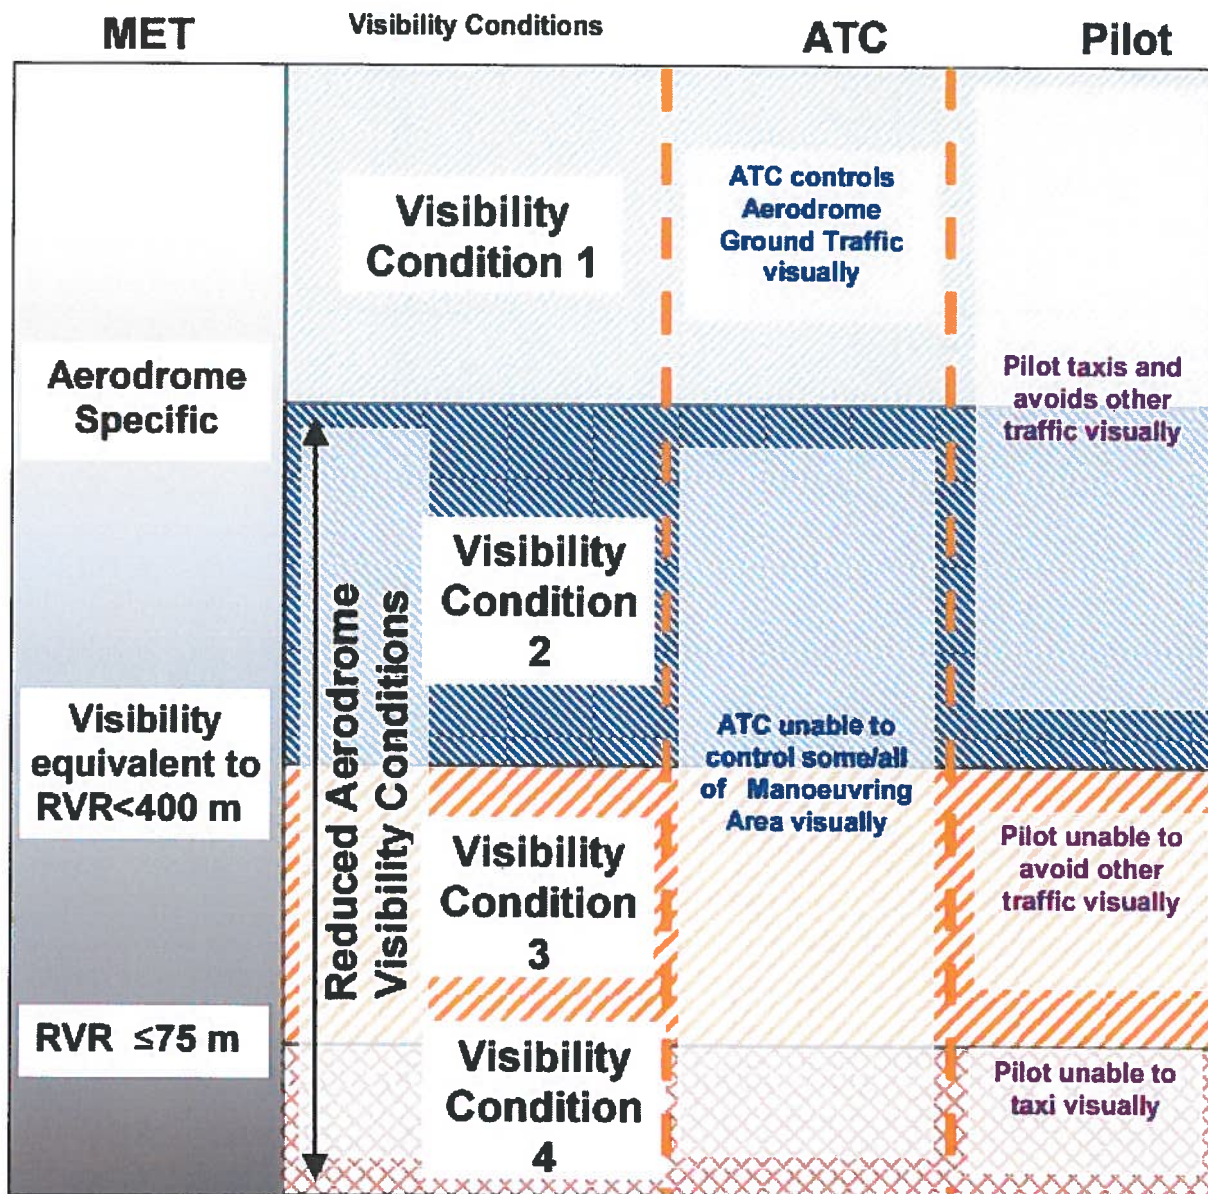 MET
Visibility Conditions
ATC
Pilot
Visibility
Condition 1
ATC controls
Aerodrome
Ground Traffic
visually
Aerodrome
Specific
Pilot taxis and
avoids other
traffic visually
Reduced Aerodrome
Visibility Conditions
Visibility
Condition
2
Visibility
equivalent to
RVR<400 m
ATC unable to
control some/all
of Manoeuvring
Area visually
Visibility
Condition
3
Pilot unable to
avoid other
traffic visually
RVR ≤75 m
Visibility
Condition
4
Pilot unable to
taxi visually